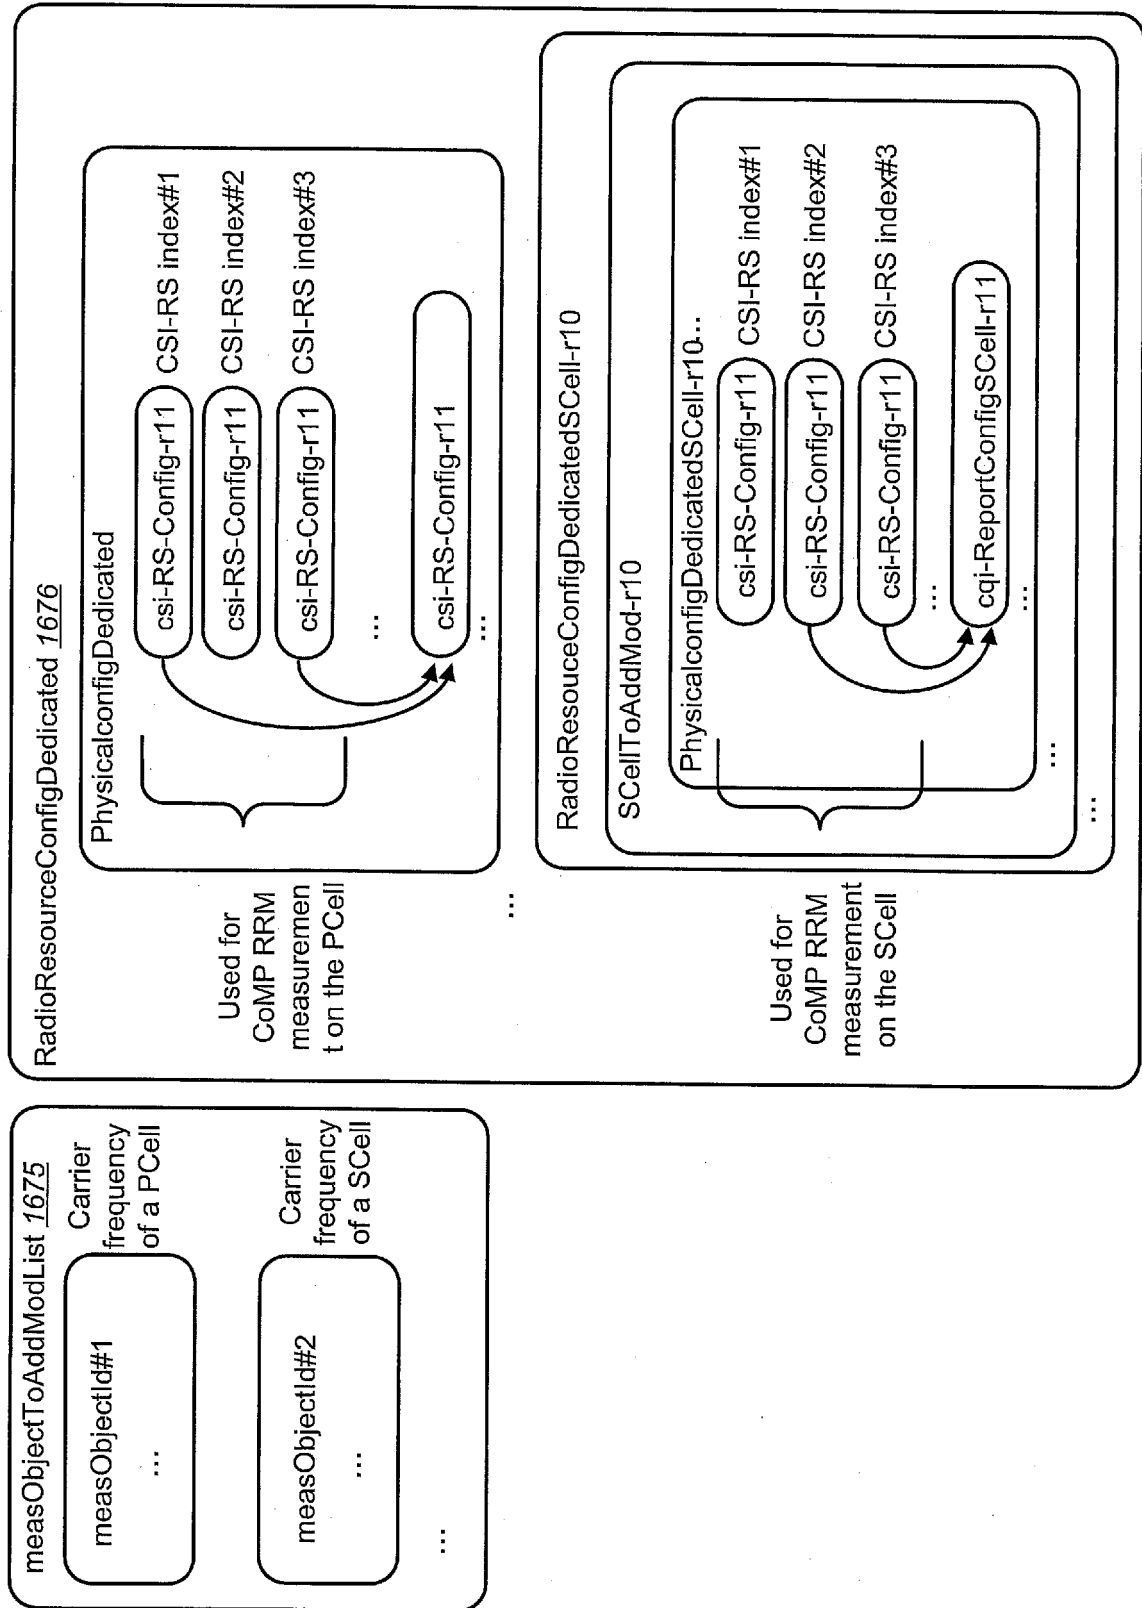 measObjectToAddModList 1675
measObjectId#1
...
Carrier
frequency
of a PCell
measObjectId#2
...
Carrier
frequency
of a SCell
...
RadioResourceConfigDedicated 1676
PhysicalconfigDedicated
csi-RS-Config-r11 CSI-RS index#1
csi-RS-Config-r11 CSI-RS index#2
csi-RS-Config-r11 CSI-RS index#3
...
csi-RS-Config-r11
...
Used for
CoMP RRM
measuremen
t on the PCell
...
RadioResouceConfigDedicatedSCell-r10
SCellToAddMod-r10
PhysicalconfigDedicatedSCell-r10...
csi-RS-Config-r11 CSI-RS index#1
csi-RS-Config-r11 CSI-RS index#2
csi-RS-Config-r11 CSI-RS index#3
...
cqi-ReportConfigSCell-r11
...
...
...
Used for
CoMP RRM
measurement
on the SCell